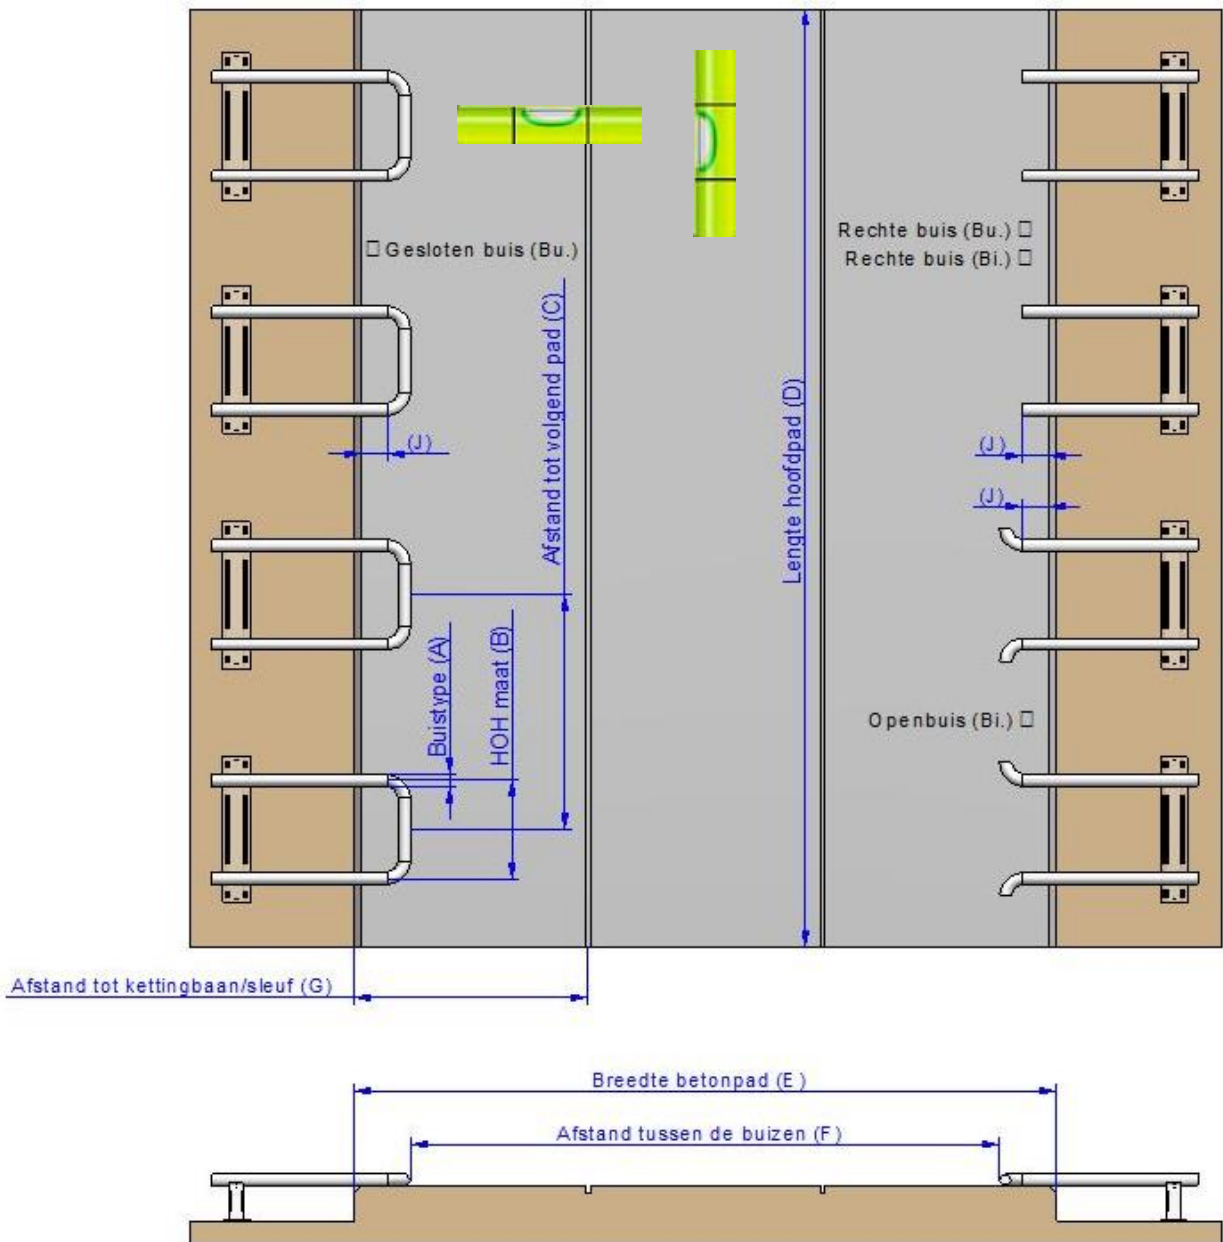 Rechte buis (Bu.) □
□ Gesloten buis (Bu.)
Rechte buis (Bi.) □
Afstand tot volgend pad (C)
Lengte hoofdpad (D)
(J)
(J)
(J)
Buistype (A)
HOH maat (B)
Openbuis (Bi.) □
Afstand tot kettingbaan/sleuf (G)
Breedte betonpad (E)
Afstand tussen de buizen (F)